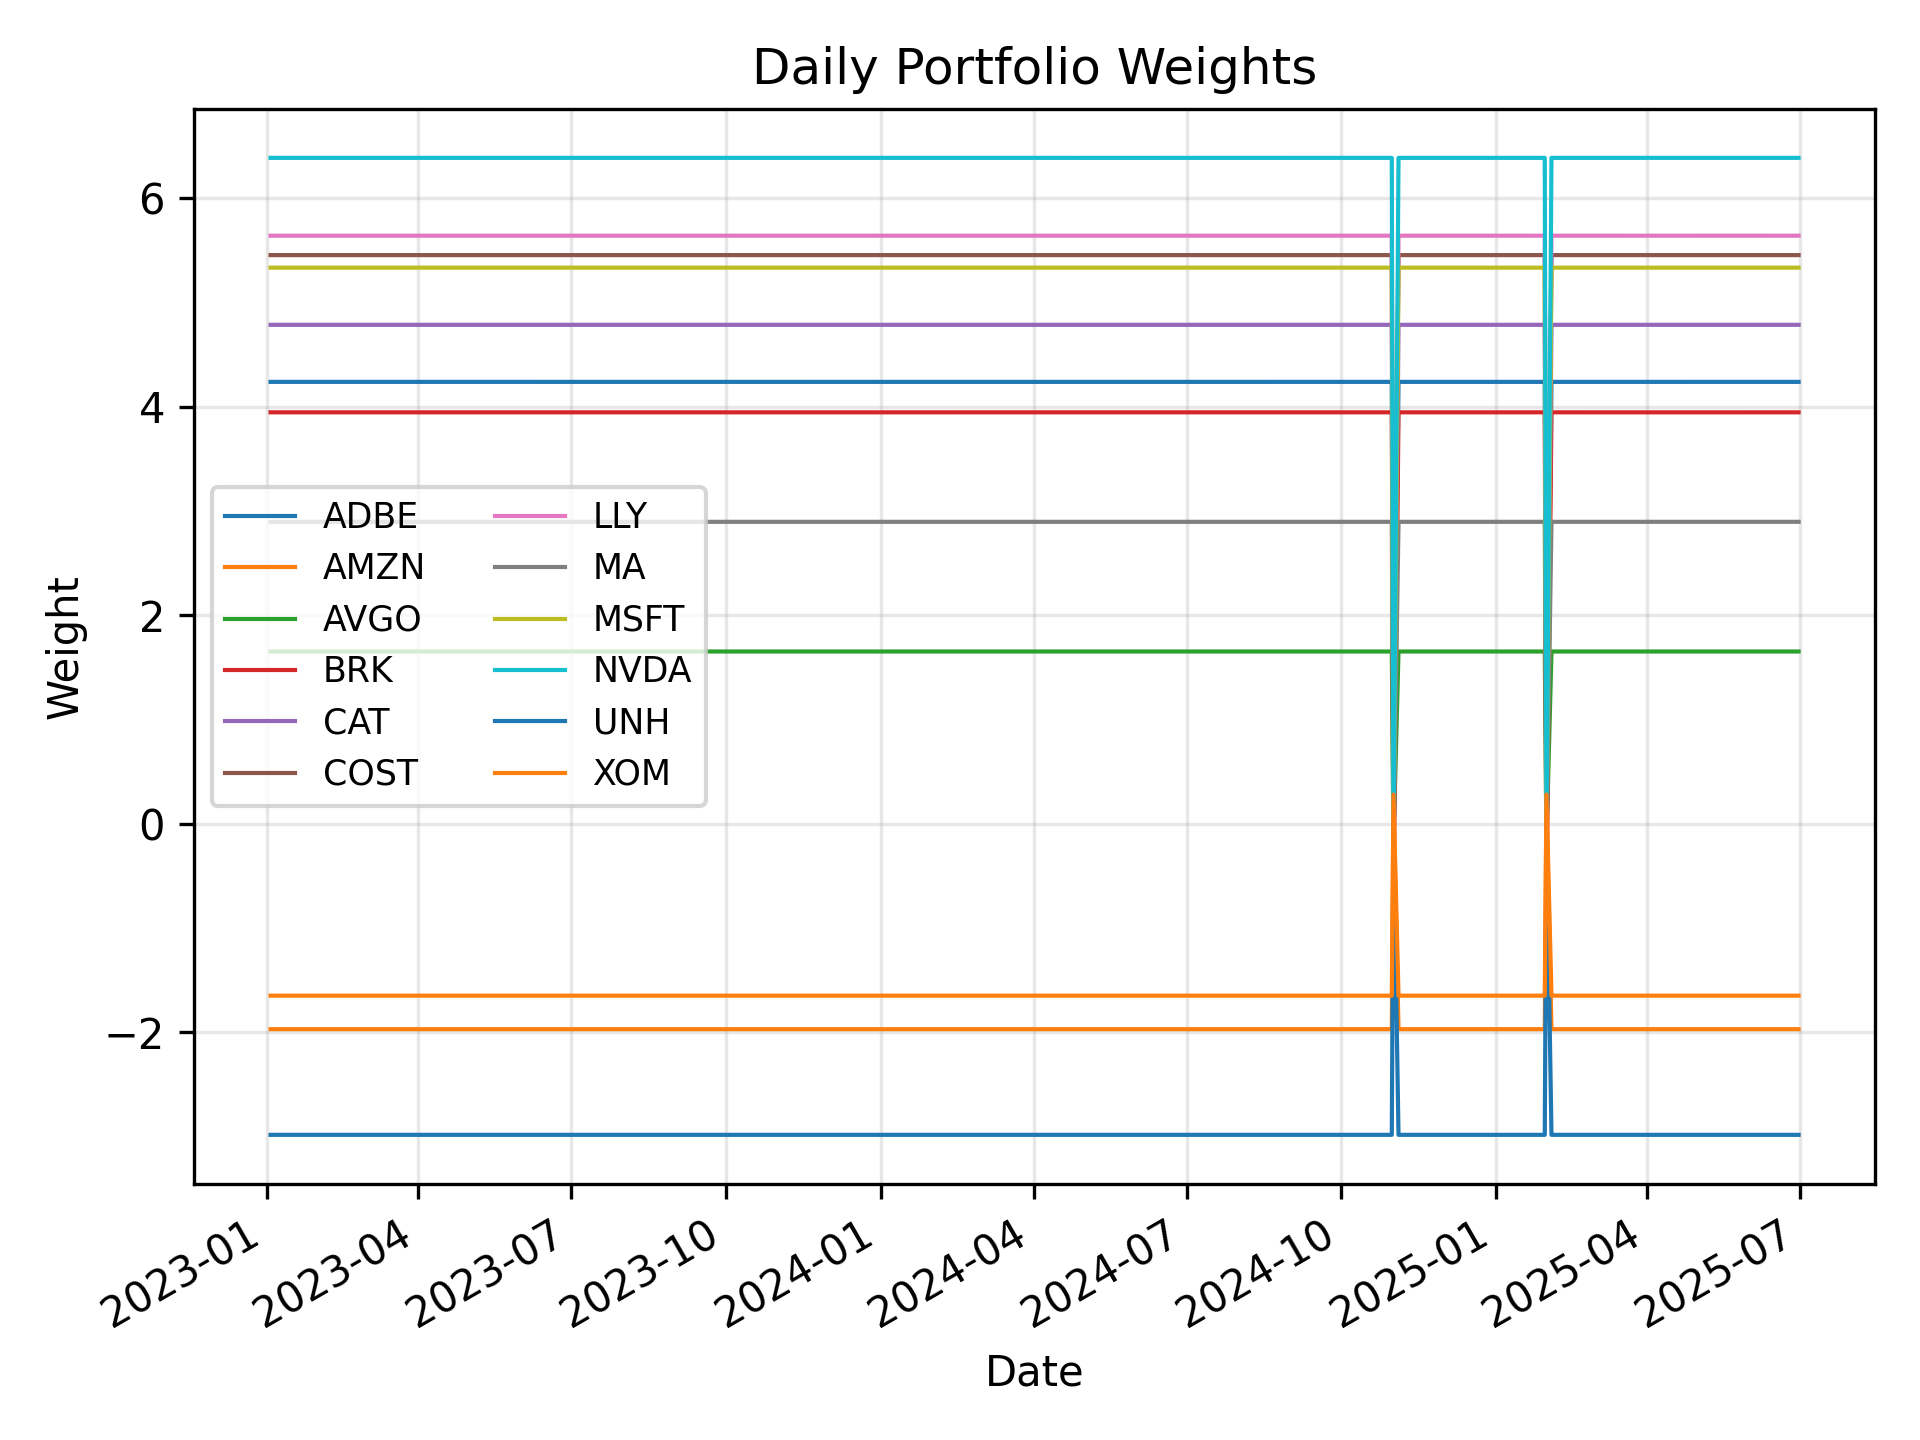 Daily Portfolio Weights
Weight
6
4
2
0
−2
ADBE
AMZN
AVGO
BRK
CAT
COST
LLY
MA
MSFT
NVDA
UNH
XOM
2023-01
2023-04
2023-07
2023-10
2024-01
2024-04
2024-07
2024-10
2025-01
2025-04
2025-07
Date